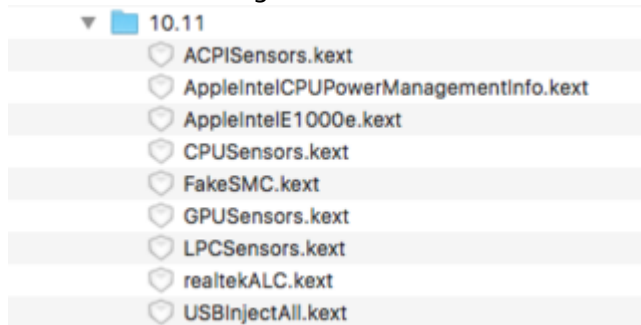 10.11
ACPISensors.kext
AppleIntelCPUPowerManagementInfo.kext
AppleIntelE1000e.kext
CPUSensors.kext
FakeSMC.kext
GPUSensors.kext
LPCSensors.kext
realtekALC.kext
USBInjectAll.kext